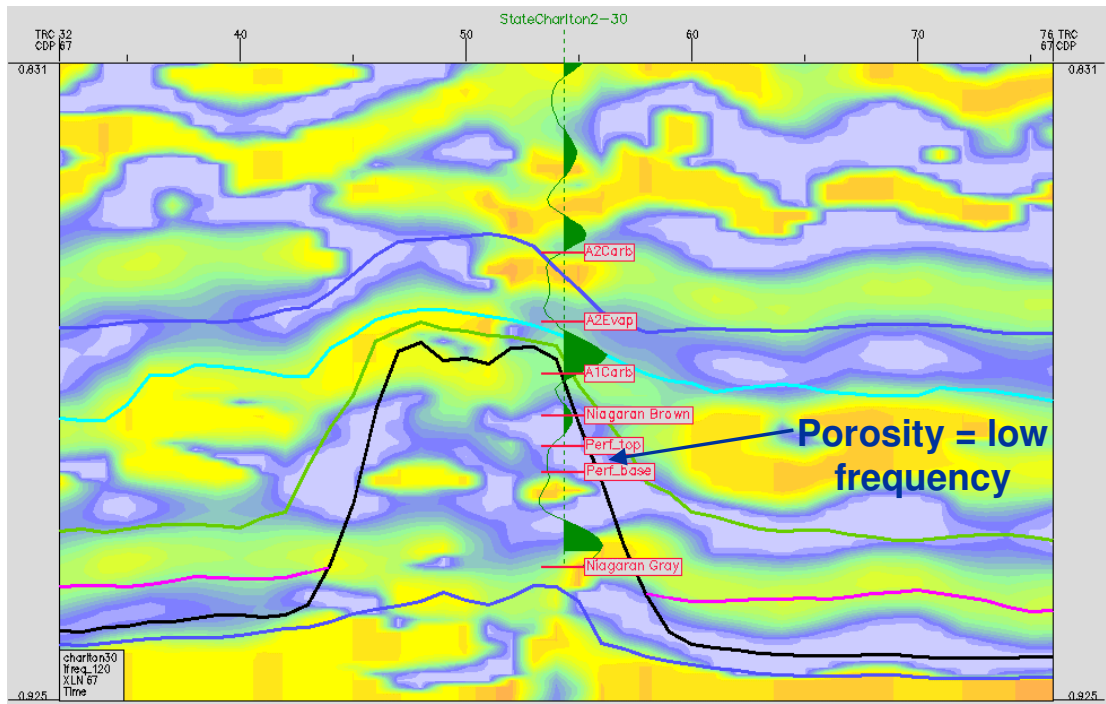 StateCharlton2-30
TRC 32 40 50 60 70 76 TRC
CDP 67 67 CDP
0.831 0.831
A2Carb
A2Evap
A1Carb
Niagaran Brown
Perf_top
Perf_base
Porosity = low
frequency
Niagaran Gray
charlton30
freq_120
XLN 67
Time
0.925 0.925